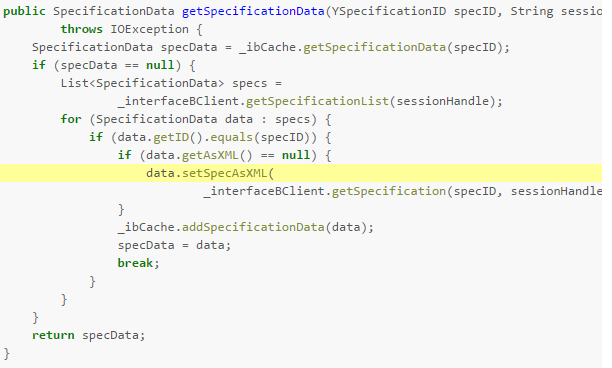 public SpecificationData getSpecificationData(YSpecificationID specID, String sessio
        throws IOException {
    SpecificationData specData = _ibCache.getSpecificationData(specID);
    if (specData == null) {
        List<SpecificationData> specs =
                _interfaceBClient.getSpecificationList(sessionHandle);
        for (SpecificationData data : specs) {
            if (data.getID().equals(specID)) {
                if (data.getAsXML() == null) {
                    data.setSpecAsXML(
                            _interfaceBClient.getSpecification(specID, sessionHandle
                }
                _ibCache.addSpecificationData(data);
                specData = data;
                break;
            }
        }
    }
    return specData;
}